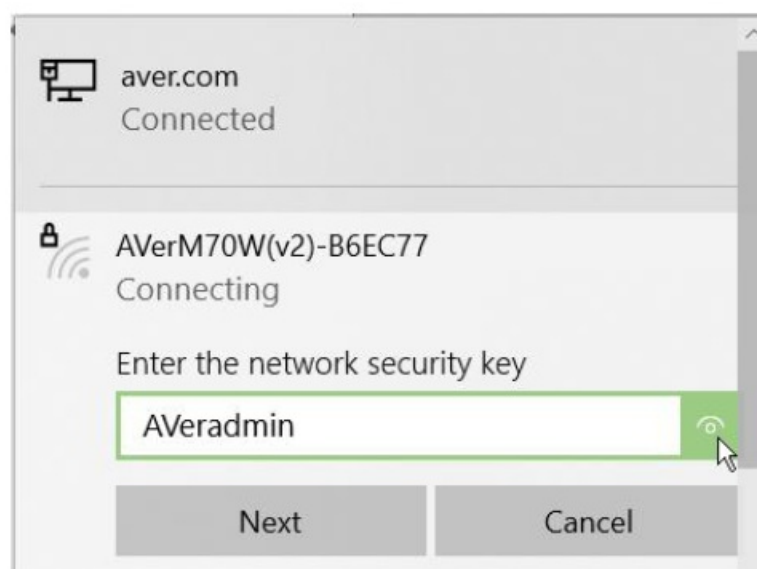 aver.com
Connected
AVerM70W(v2)-B6EC77
Connecting
Enter the network security key
AVeradmin
Next
Cancel